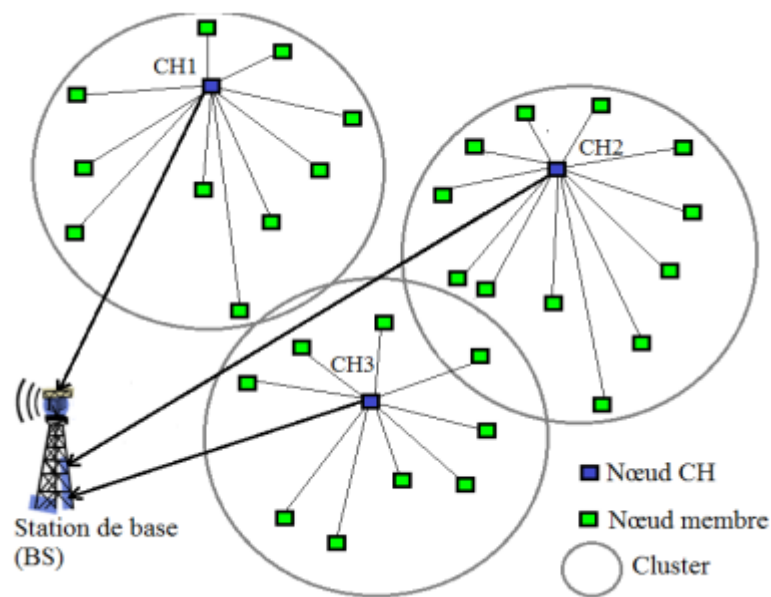 CH1
CH2
CH3
Nœud CH
Nœud membre
Station de base
(BS)
Cluster